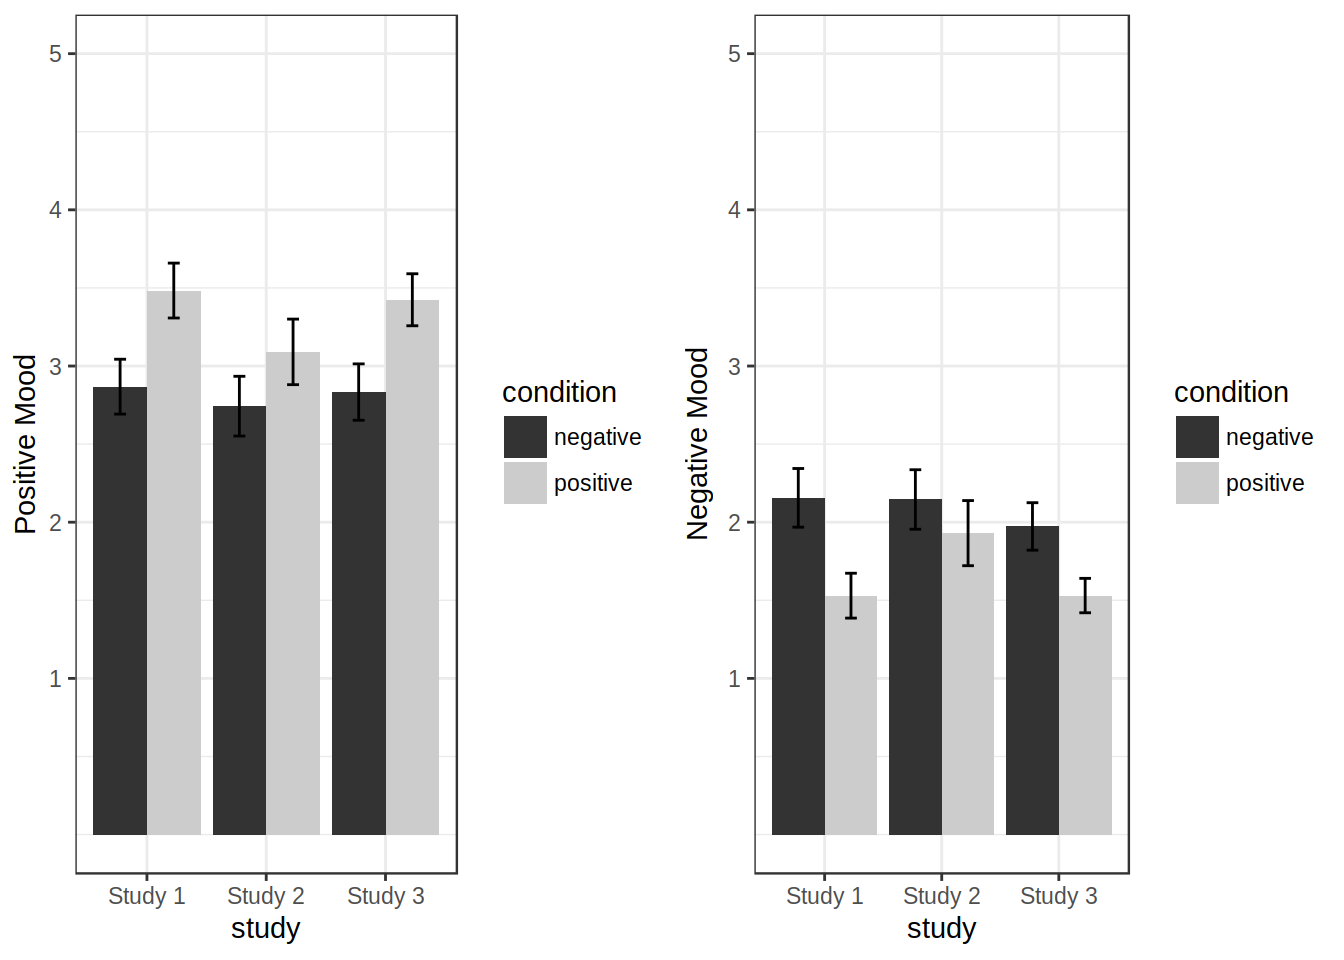 Positive Mood
5
4
3
2
1
Study 1 Study 2 Study 3
study
condition
negative
positive
Negative Mood
5
4
3
2
1
Study 1 Study 2 Study 3
study
condition
negative
positive